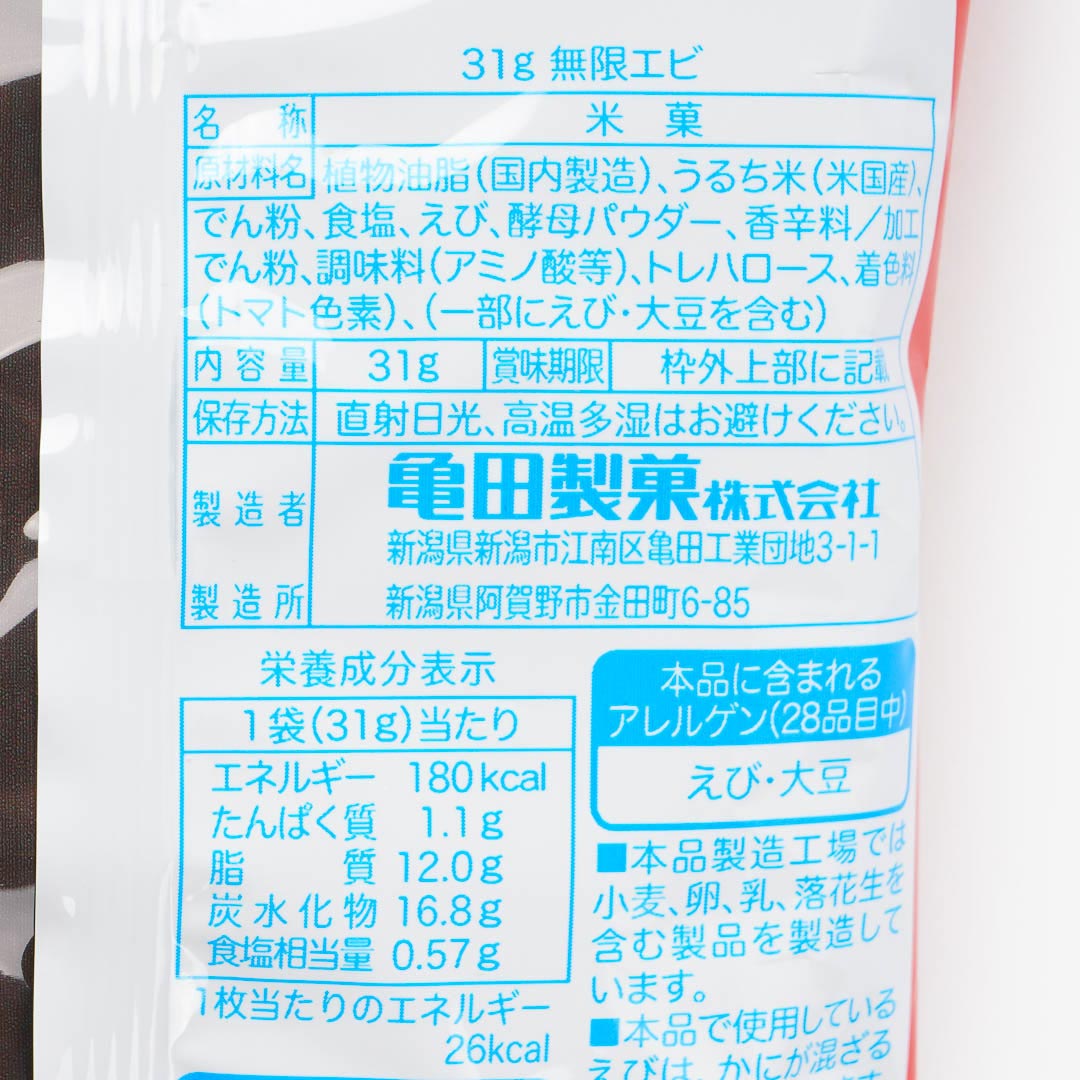 31g 無限エビ
名称 米菓
原材料名 植物油脂(国内製造)、うるち米(米国産)、
でん粉、食塩、えび、酵母パウダー、香辛料/加工
でん粉、調味料(アミノ酸等)、トレハロース、着色料
(トマト色素)、(一部にえび・大豆を含む)
内容量 31g 賞味期限 枠外上部に記載
保存方法 直射日光、高温多湿はお避けください。
製造者 亀田製菓株式会社
新潟県新潟市江南区亀田工業団地3-1-1
製造所 新潟県阿賀野市金田町6-85
栄養成分表示
1袋(31g)当たり
エネルギー 180kcal
たんぱく質 1.1g
脂質 12.0g
炭水化物 16.8g
食塩相当量 0.57g
1枚当たりのエネルギー
26kcal
本品に含まれる
アレルゲン(28品目中)
えび・大豆
■本品製造工場では
小麦、卵、乳、落花生を
含む製品を製造して
います。
■本品で使用している
えびは、かにが混ざる